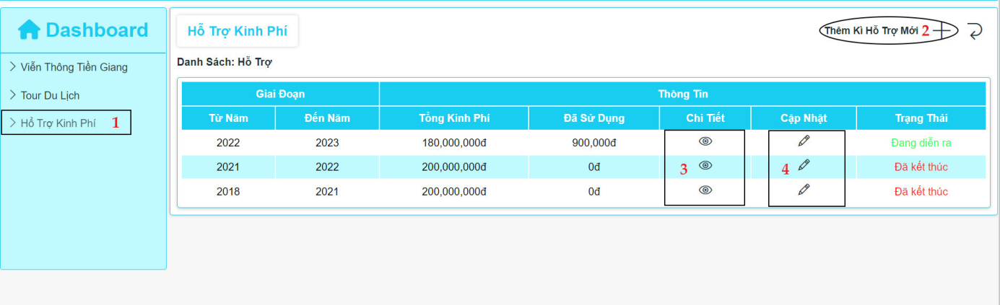 Dashboard
Viễn Thông Tiền Giang
Tour Du Lịch
Hỗ Trợ Kinh Phí 1
Hỗ Trợ Kinh Phí
Thêm Kì Hỗ Trợ Mới 2
Danh Sách: Hỗ Trợ
Giai Đoạn Thông Tin
Từ Năm Đến Năm Tổng Kinh Phí Đã Sử Dụng Chi Tiết Cập Nhật Trạng Thái
2022 2023 180,000,000đ 900,000đ Đang diễn ra
2021 2022 200,000,000đ 0đ 3 4 Đã kết thúc
2018 2021 200,000,000đ 0đ Đã kết thúc